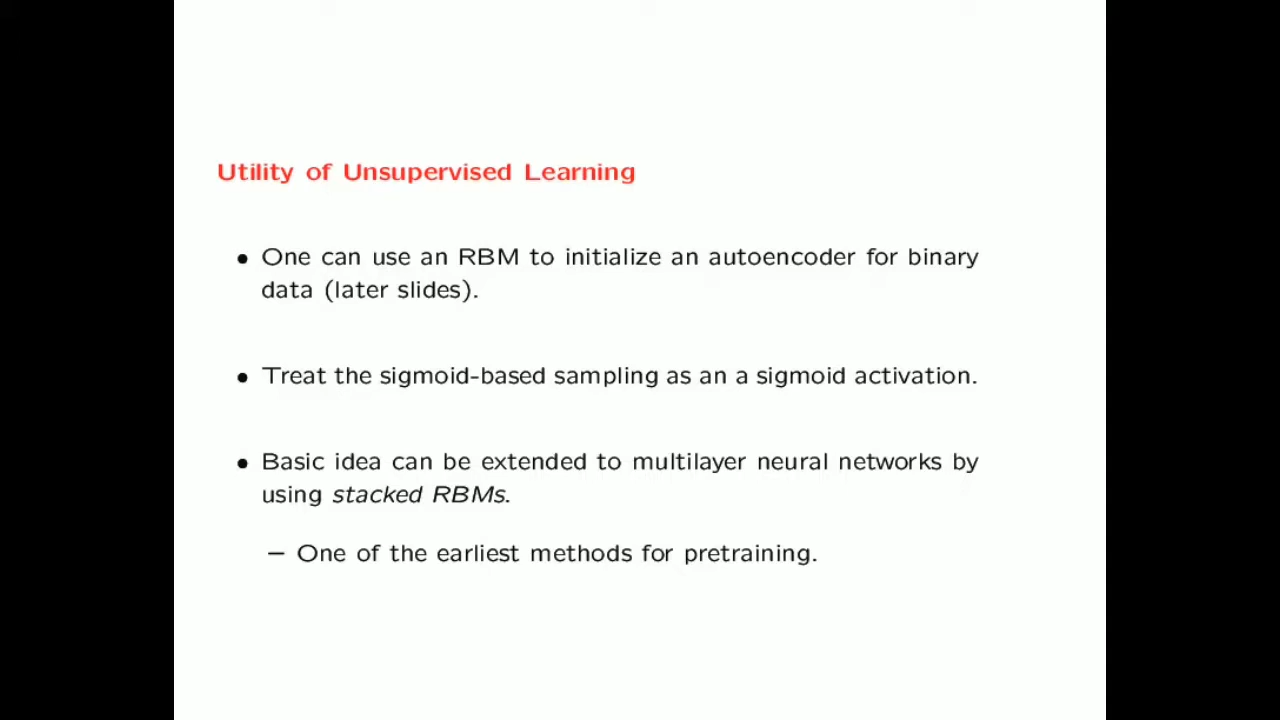 Utility of Unsupervised Learning
• One can use an RBM to initialize an autoencoder for binary
data (later slides).
• Treat the sigmoid-based sampling as an a sigmoid activation.
• Basic idea can be extended to multilayer neural networks by
using stacked RBMs.
– One of the earliest methods for pretraining.